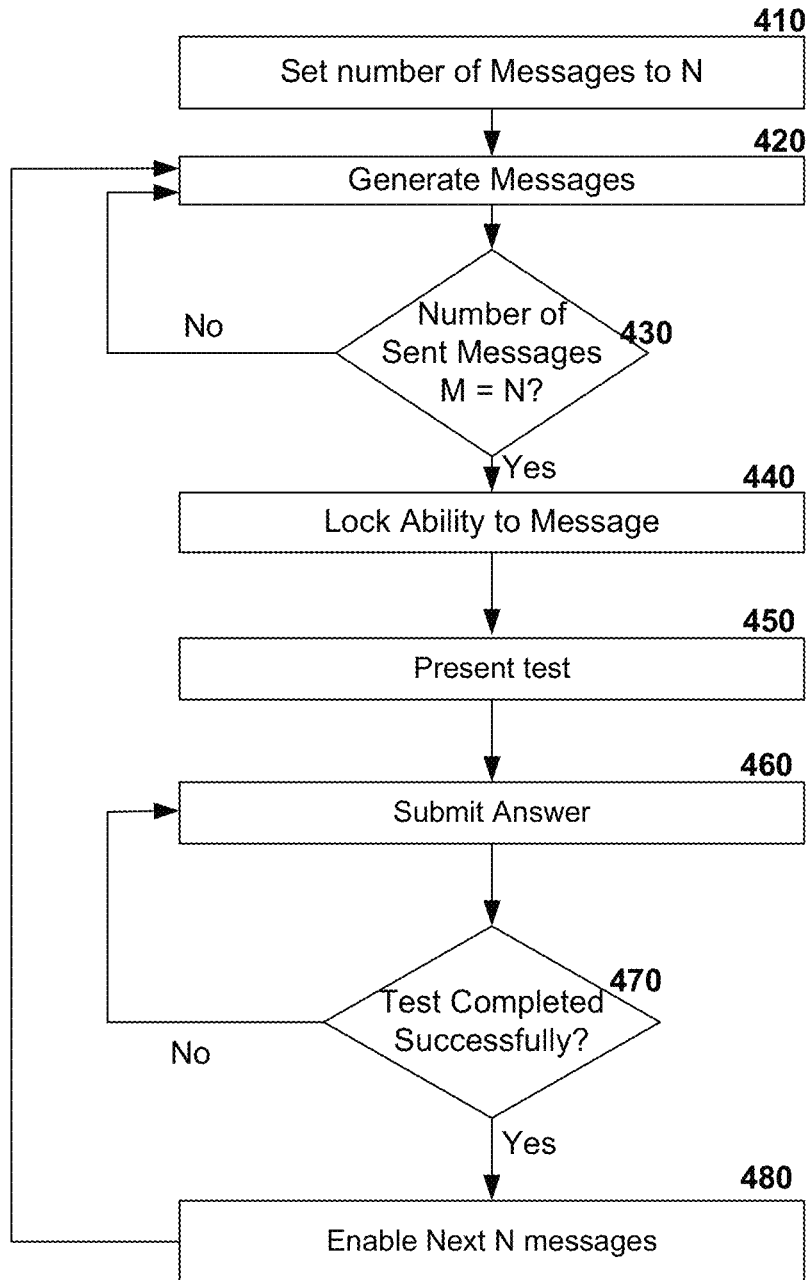 410
Set number of Messages to N
420
Generate Messages
No
Number of
430
Sent Messages
M = N?
Yes
440
Lock Ability to Message
450
Present test
460
Submit Answer
470
Test Completed
Successfully?
No
Yes
480
Enable Next N messages